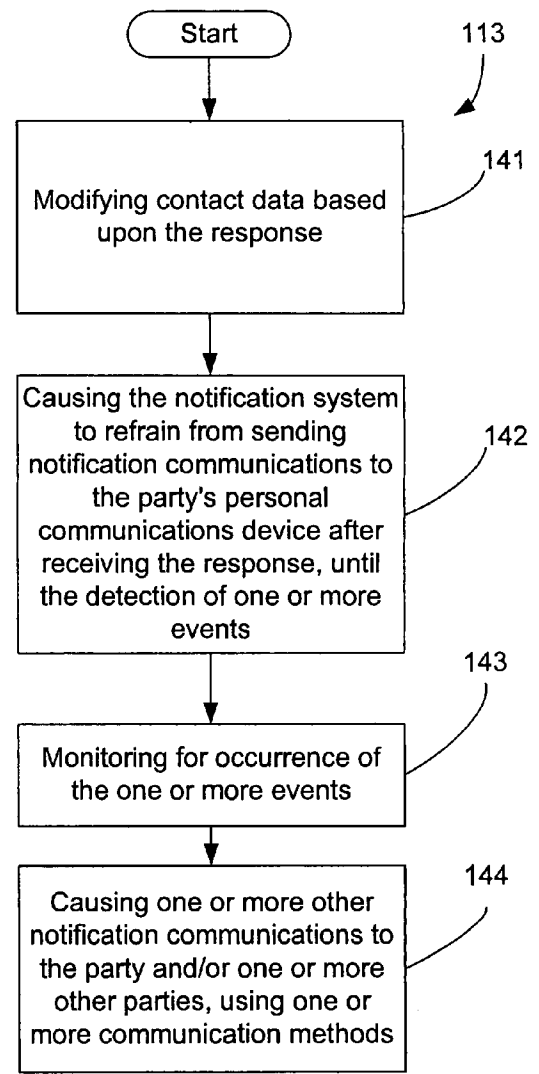 Start
113
141
Modifying contact data based
upon the response
Causing the notification system
to refrain from sending
notification communications to
the party's personal
communications device after
receiving the response, until
the detection of one or more
events
142
143
Monitoring for occurrence of
the one or more events
144
Causing one or more other
notification communications to
the party and/or one or more
other parties, using one or
more communication methods